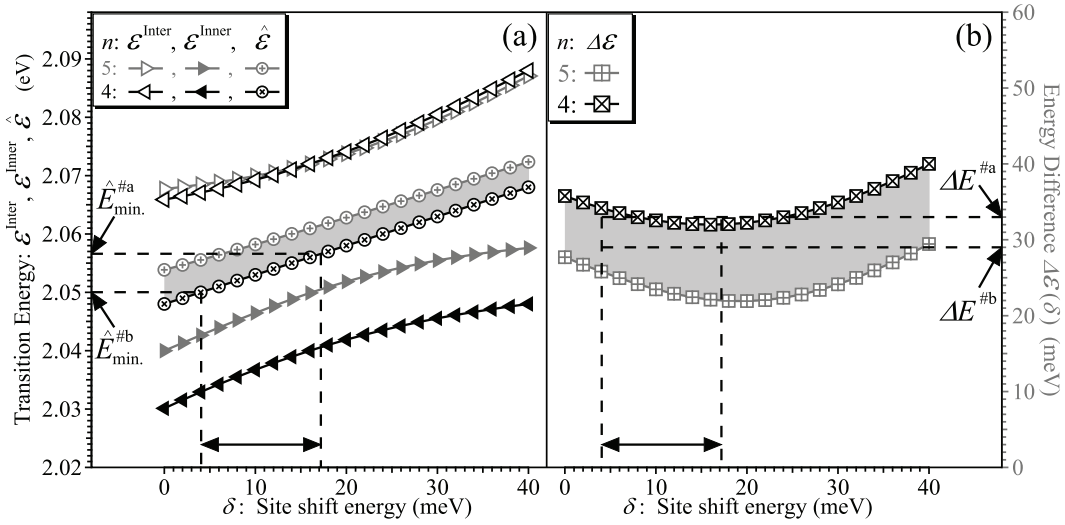 (a)
n: ε^Inter, ε^Inner, ε̂
5: , ,
4: , ,
Transition Energy: ε^Inter, ε^Inner, ε̂ (eV)
2.09
2.08
2.07
2.06
2.05
2.04
2.03
2.02
Ê^#a_min.
Ê^#b_min.
0 10 20 30 40
δ: Site shift energy (meV)
(b)
n: Δε
5:
4:
ΔE^#a
ΔE^#b
60
50
40
30
20
10
0
Energy Difference Δε(δ) (meV)
0 10 20 30 40
δ: Site shift energy (meV)